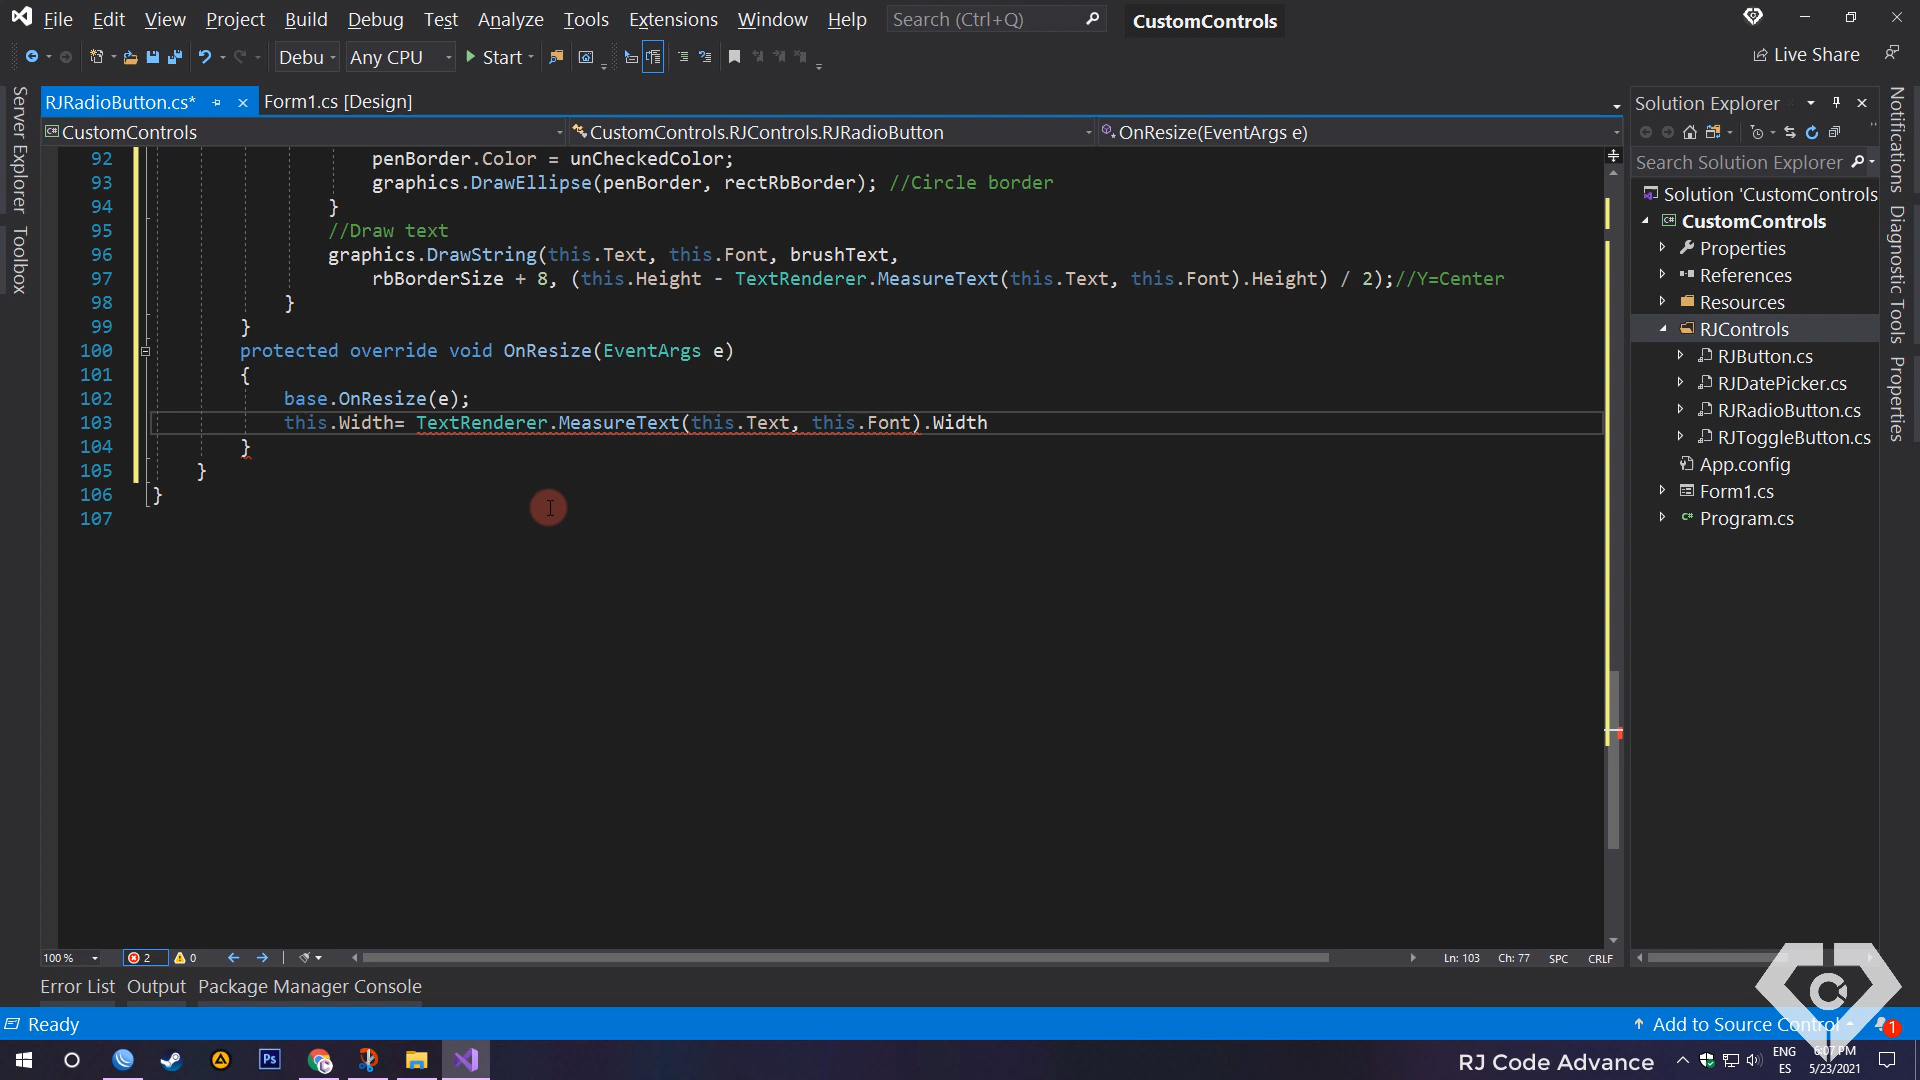 File Edit View Project Build Debug Test Analyze Tools Extensions Window Help Search (Ctrl+Q) CustomControls
Debu Any CPU Start Live Share
RJRadioButton.cs* Form1.cs [Design]
CustomControls CustomControls.RJControls.RJRadioButton OnResize(EventArgs e)
Server Explorer
Toolbox
92 penBorder.Color = unCheckedColor;
93 graphics.DrawEllipse(penBorder, rectRbBorder); //Circle border
94 }
95 //Draw text
96 graphics.DrawString(this.Text, this.Font, brushText,
97 rbBorderSize + 8, (this.Height - TextRenderer.MeasureText(this.Text, this.Font).Height) / 2);//Y=Center
98 }
99 }
100 protected override void OnResize(EventArgs e)
101 {
102 base.OnResize(e);
103 this.Width= TextRenderer.MeasureText(this.Text, this.Font).Width
104 }
105 }
106 }
107
100 % 2 0 Ln: 103 Ch: 77 SPC CRLF
Solution Explorer
Search Solution Explorer
Solution 'CustomControls
CustomControls
Properties
References
Resources
RJControls
RJButton.cs
RJDatePicker.cs
RJRadioButton.cs
RJToggleButton.cs
App.config
Form1.cs
Program.cs
Notifications
Diagnostic Tools
Properties
Error List Output Package Manager Console
Ready Add to Source Control 1
Ps RJ Code Advance ENG 6:07 PM
ES 5/23/2021